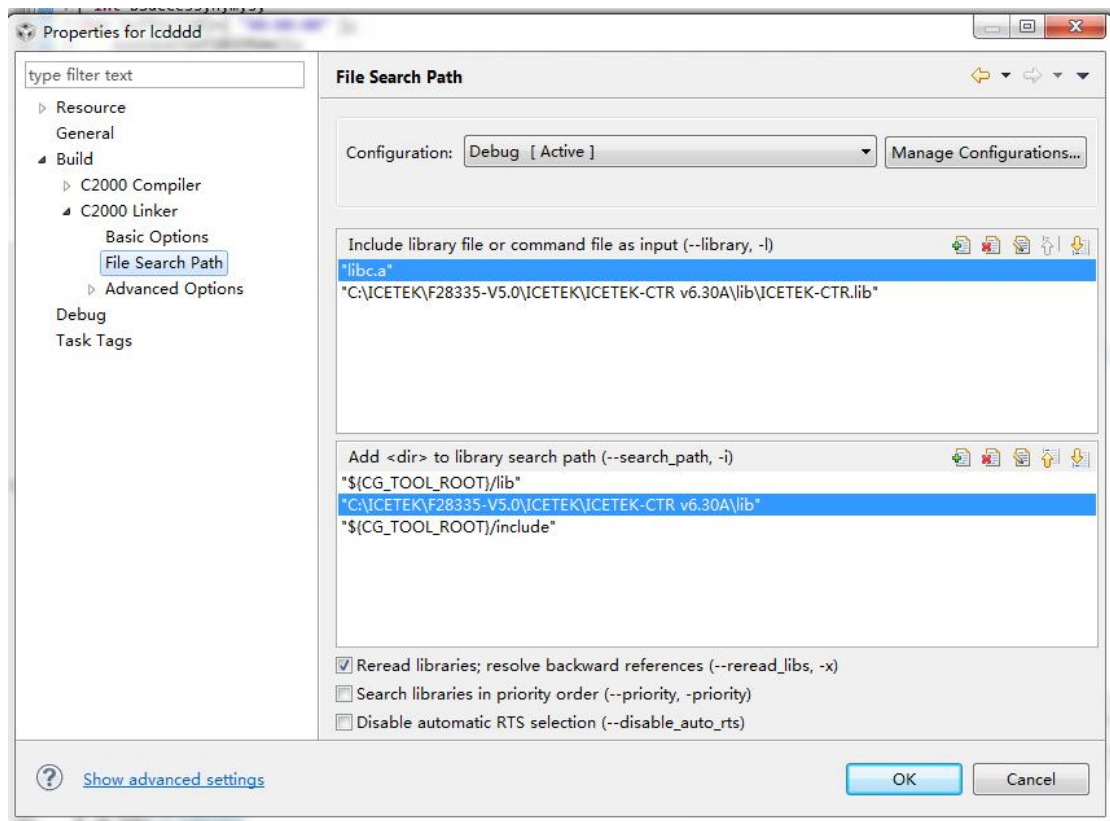 Properties for lcdddd
type filter text
Resource
General
Build
C2000 Compiler
C2000 Linker
Basic Options
File Search Path
Advanced Options
Debug
Task Tags
File Search Path
Configuration: Debug [ Active ] Manage Configurations...
Include library file or command file as input (--library, -l)
"libc.a"
"C:\ICETEK\F28335-V5.0\ICETEK\ICETEK-CTR v6.30A\lib\ICETEK-CTR.lib"
Add <dir> to library search path (--search_path, -i)
"${CG_TOOL_ROOT}/lib"
"C:\ICETEK\F28335-V5.0\ICETEK\ICETEK-CTR v6.30A\lib"
"${CG_TOOL_ROOT}/include"
Reread libraries; resolve backward references (--reread_libs, -x)
Search libraries in priority order (--priority, -priority)
Disable automatic RTS selection (--disable_auto_rts)
Show advanced settings
OK Cancel